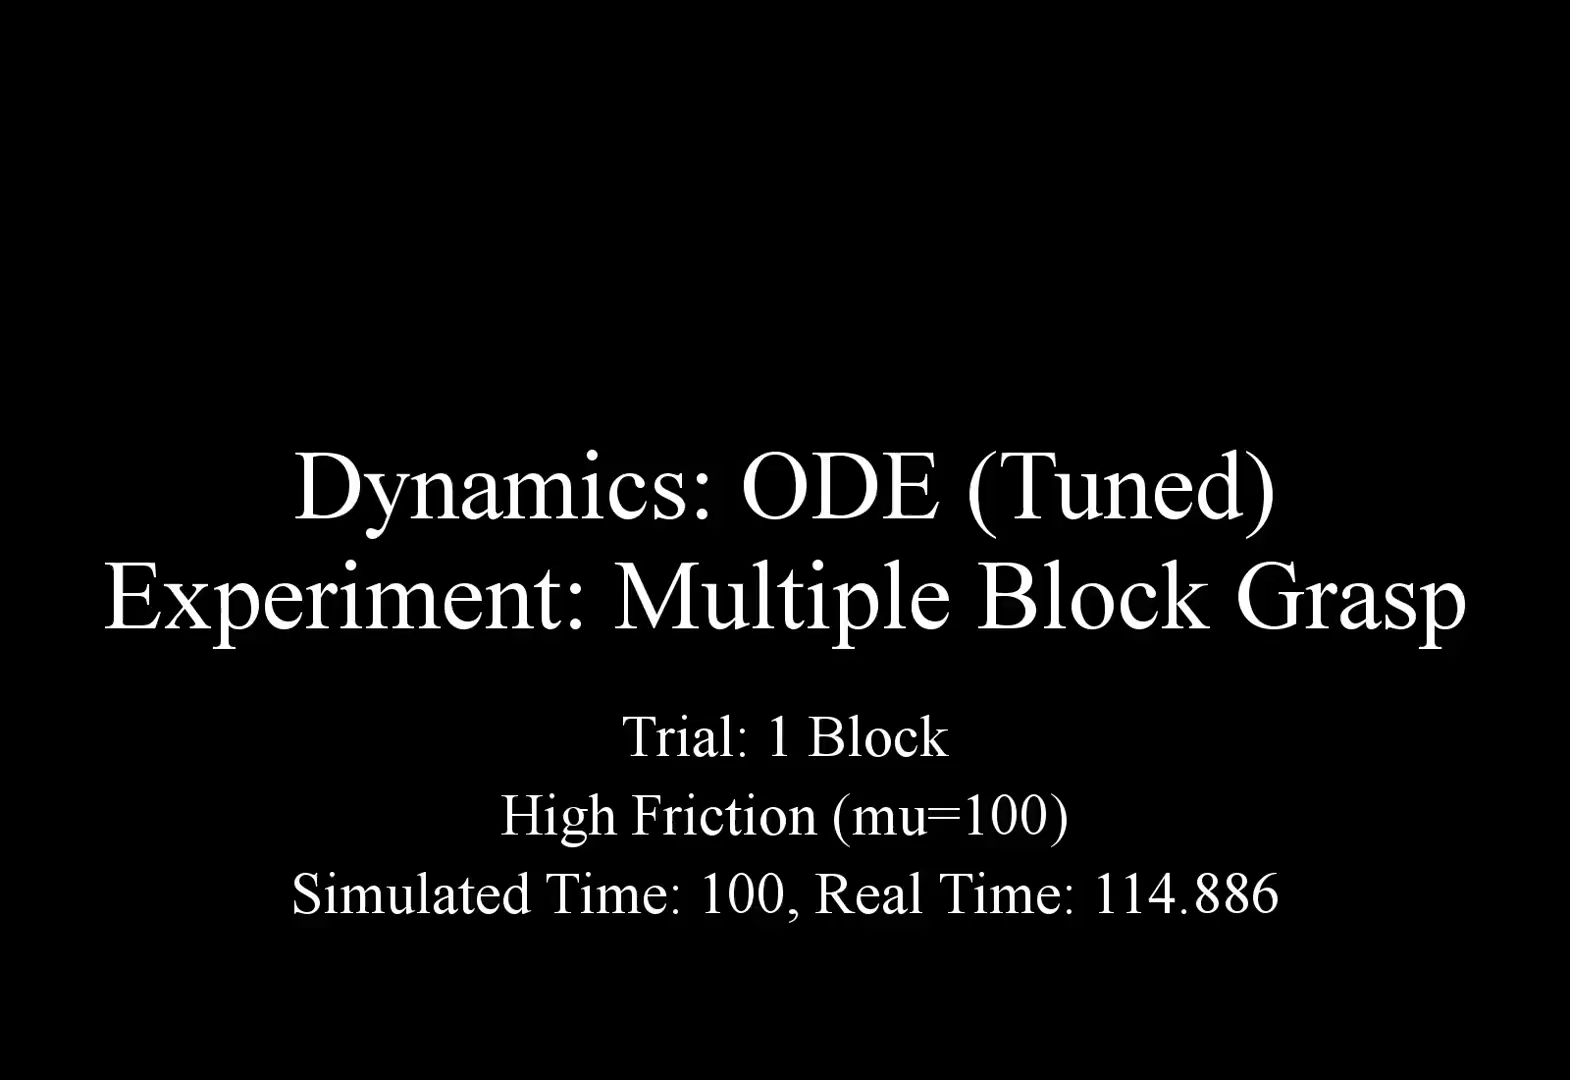 Dynamics: ODE (Tuned)
Experiment: Multiple Block Grasp
Trial: 1 Block
High Friction (mu=100)
Simulated Time: 100, Real Time: 114.886